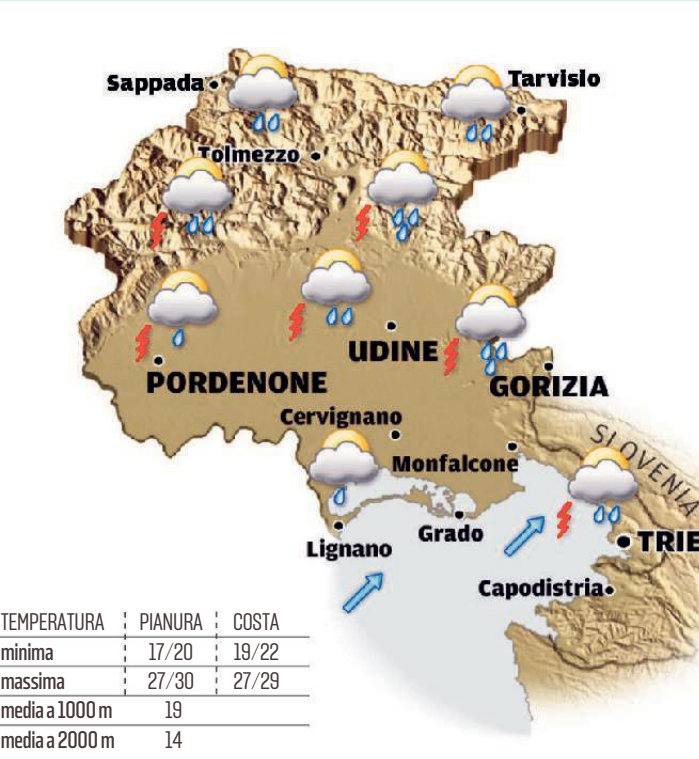 Sappada
Tarvisio
Tolmezzo
UDINE
PORDENONE
GORIZIA
Cervignano
SLOVENIA
Monfalcone
Grado
TRIE
Lignano
Capodistria
TEMPERATURA PIANURA COSTA
minima 17/20 19/22
massima 27/30 27/29
media a 1000 m 19
media a 2000 m 14